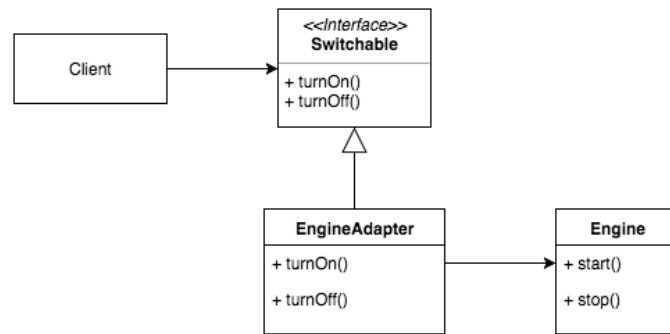 <<Interface>>
Switchable
Client
+ turnOn()
+ turnOff()
EngineAdapter
+ turnOn()
+ turnOff()
Engine
+ start()
+ stop()